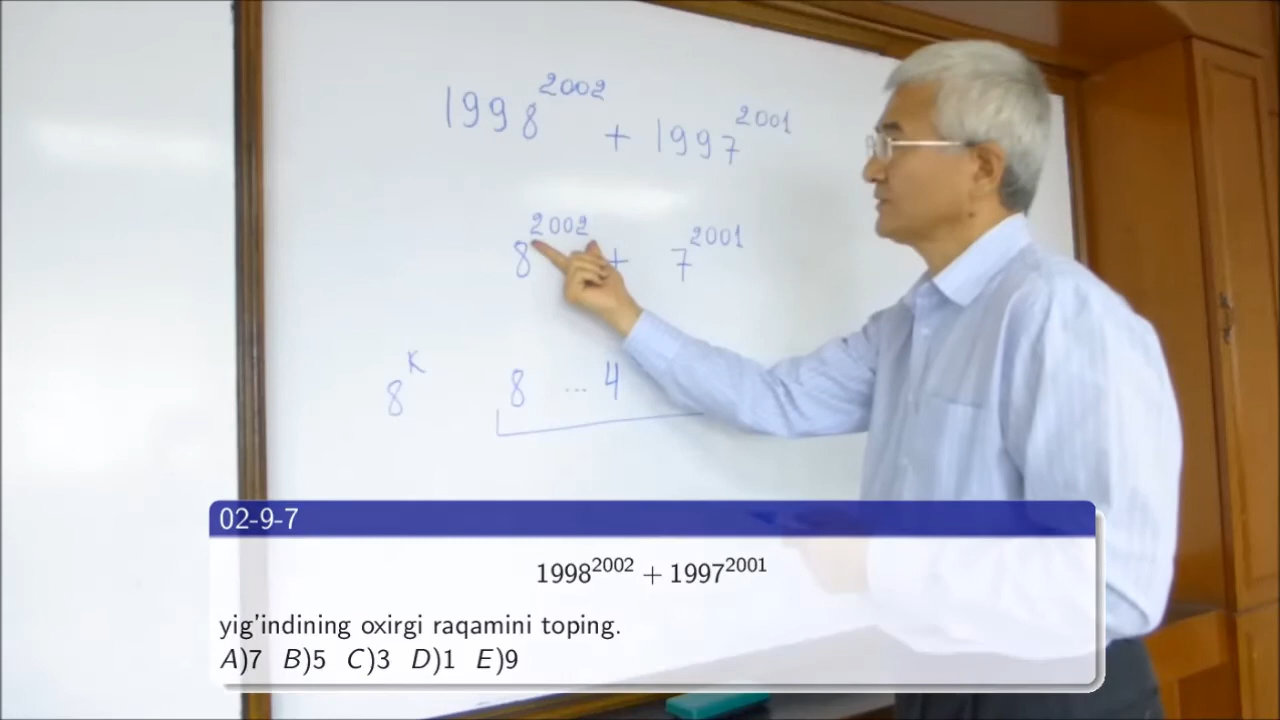 1998^2002 + 1997^2001
8^2002 + 7^2001
8^K 8 ... 4
02-9-7
1998^2002 + 1997^2001
yig'indining oxirgi raqamini toping.
A)7 B)5 C)3 D)1 E)9